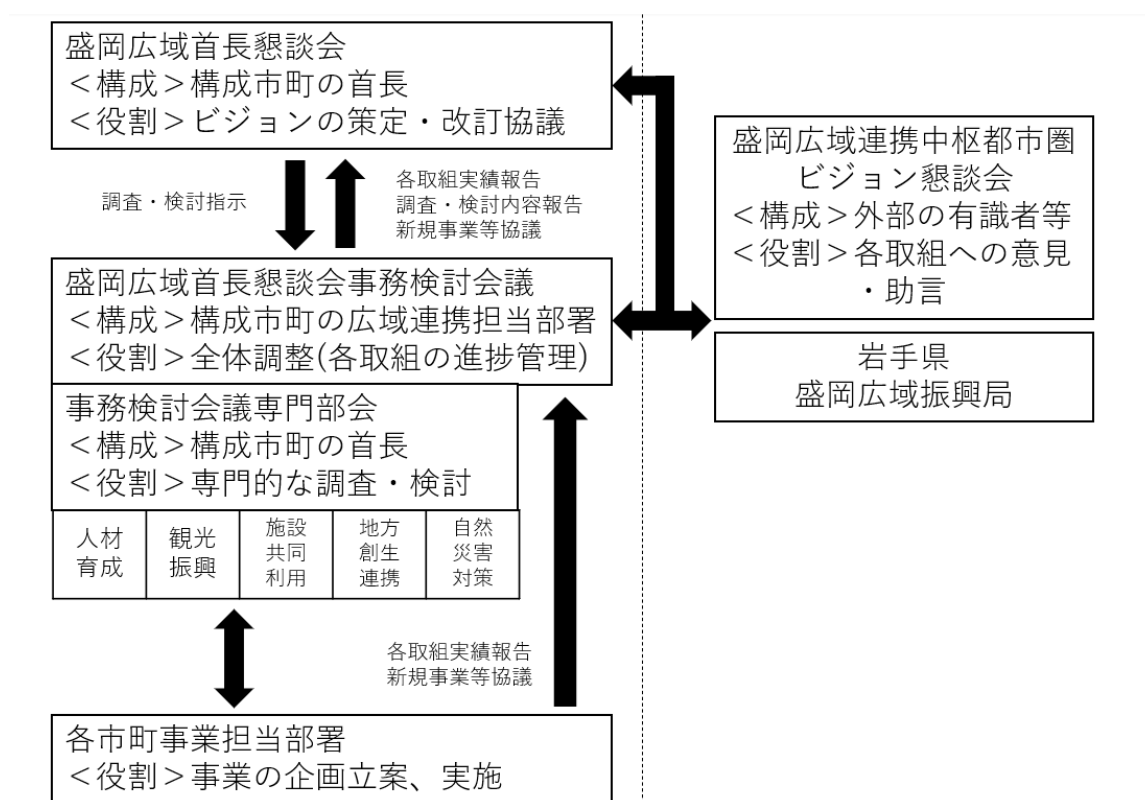 盛岡広域首長懇談会
＜構成＞構成市町の首長
＜役割＞ビジョンの策定・改訂協議
調査・検討指示
各取組実績報告
調査・検討内容報告
新規事業等協議
盛岡広域連携中枢都市圏
ビジョン懇談会
＜構成＞外部の有識者等
＜役割＞各取組への意見
・助言
岩手県
盛岡広域振興局
盛岡広域首長懇談会事務検討会議
＜構成＞構成市町の広域連携担当部署
＜役割＞全体調整(各取組の進捗管理)
事務検討会議専門部会
＜構成＞構成市町の首長
＜役割＞専門的な調査・検討
人材
育成
観光
振興
施設
共同
利用
地方
創生
連携
自然
災害
対策
各取組実績報告
新規事業等協議
各市町事業担当部署
＜役割＞事業の企画立案、実施